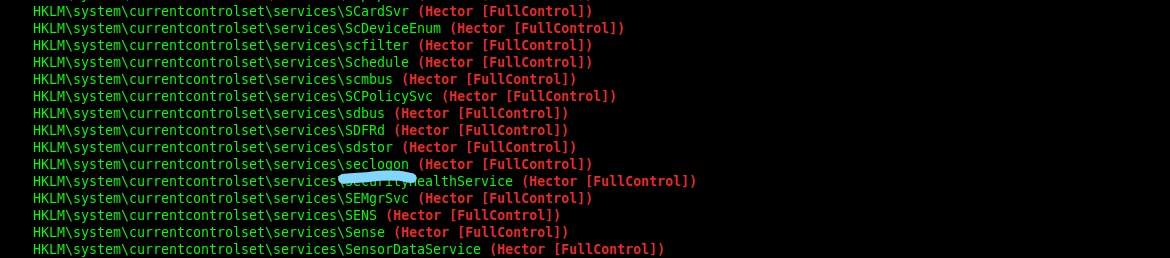 HKLM\system\currentcontrolset\services\SCardSvr (Hector [FullControl])
HKLM\system\currentcontrolset\services\ScDeviceEnum (Hector [FullControl])
HKLM\system\currentcontrolset\services\scfilter (Hector [FullControl])
HKLM\system\currentcontrolset\services\Schedule (Hector [FullControl])
HKLM\system\currentcontrolset\services\scmbus (Hector [FullControl])
HKLM\system\currentcontrolset\services\SCPolicySvc (Hector [FullControl])
HKLM\system\currentcontrolset\services\sdbus (Hector [FullControl])
HKLM\system\currentcontrolset\services\SDFRd (Hector [FullControl])
HKLM\system\currentcontrolset\services\sdstor (Hector [FullControl])
HKLM\system\currentcontrolset\services\seclogon (Hector [FullControl])
HKLM\system\currentcontrolset\services\SecurityHealthService (Hector [FullControl])
HKLM\system\currentcontrolset\services\SEMgrSvc (Hector [FullControl])
HKLM\system\currentcontrolset\services\SENS (Hector [FullControl])
HKLM\system\currentcontrolset\services\Sense (Hector [FullControl])
HKLM\system\currentcontrolset\services\SensorDataService (Hector [FullControl])